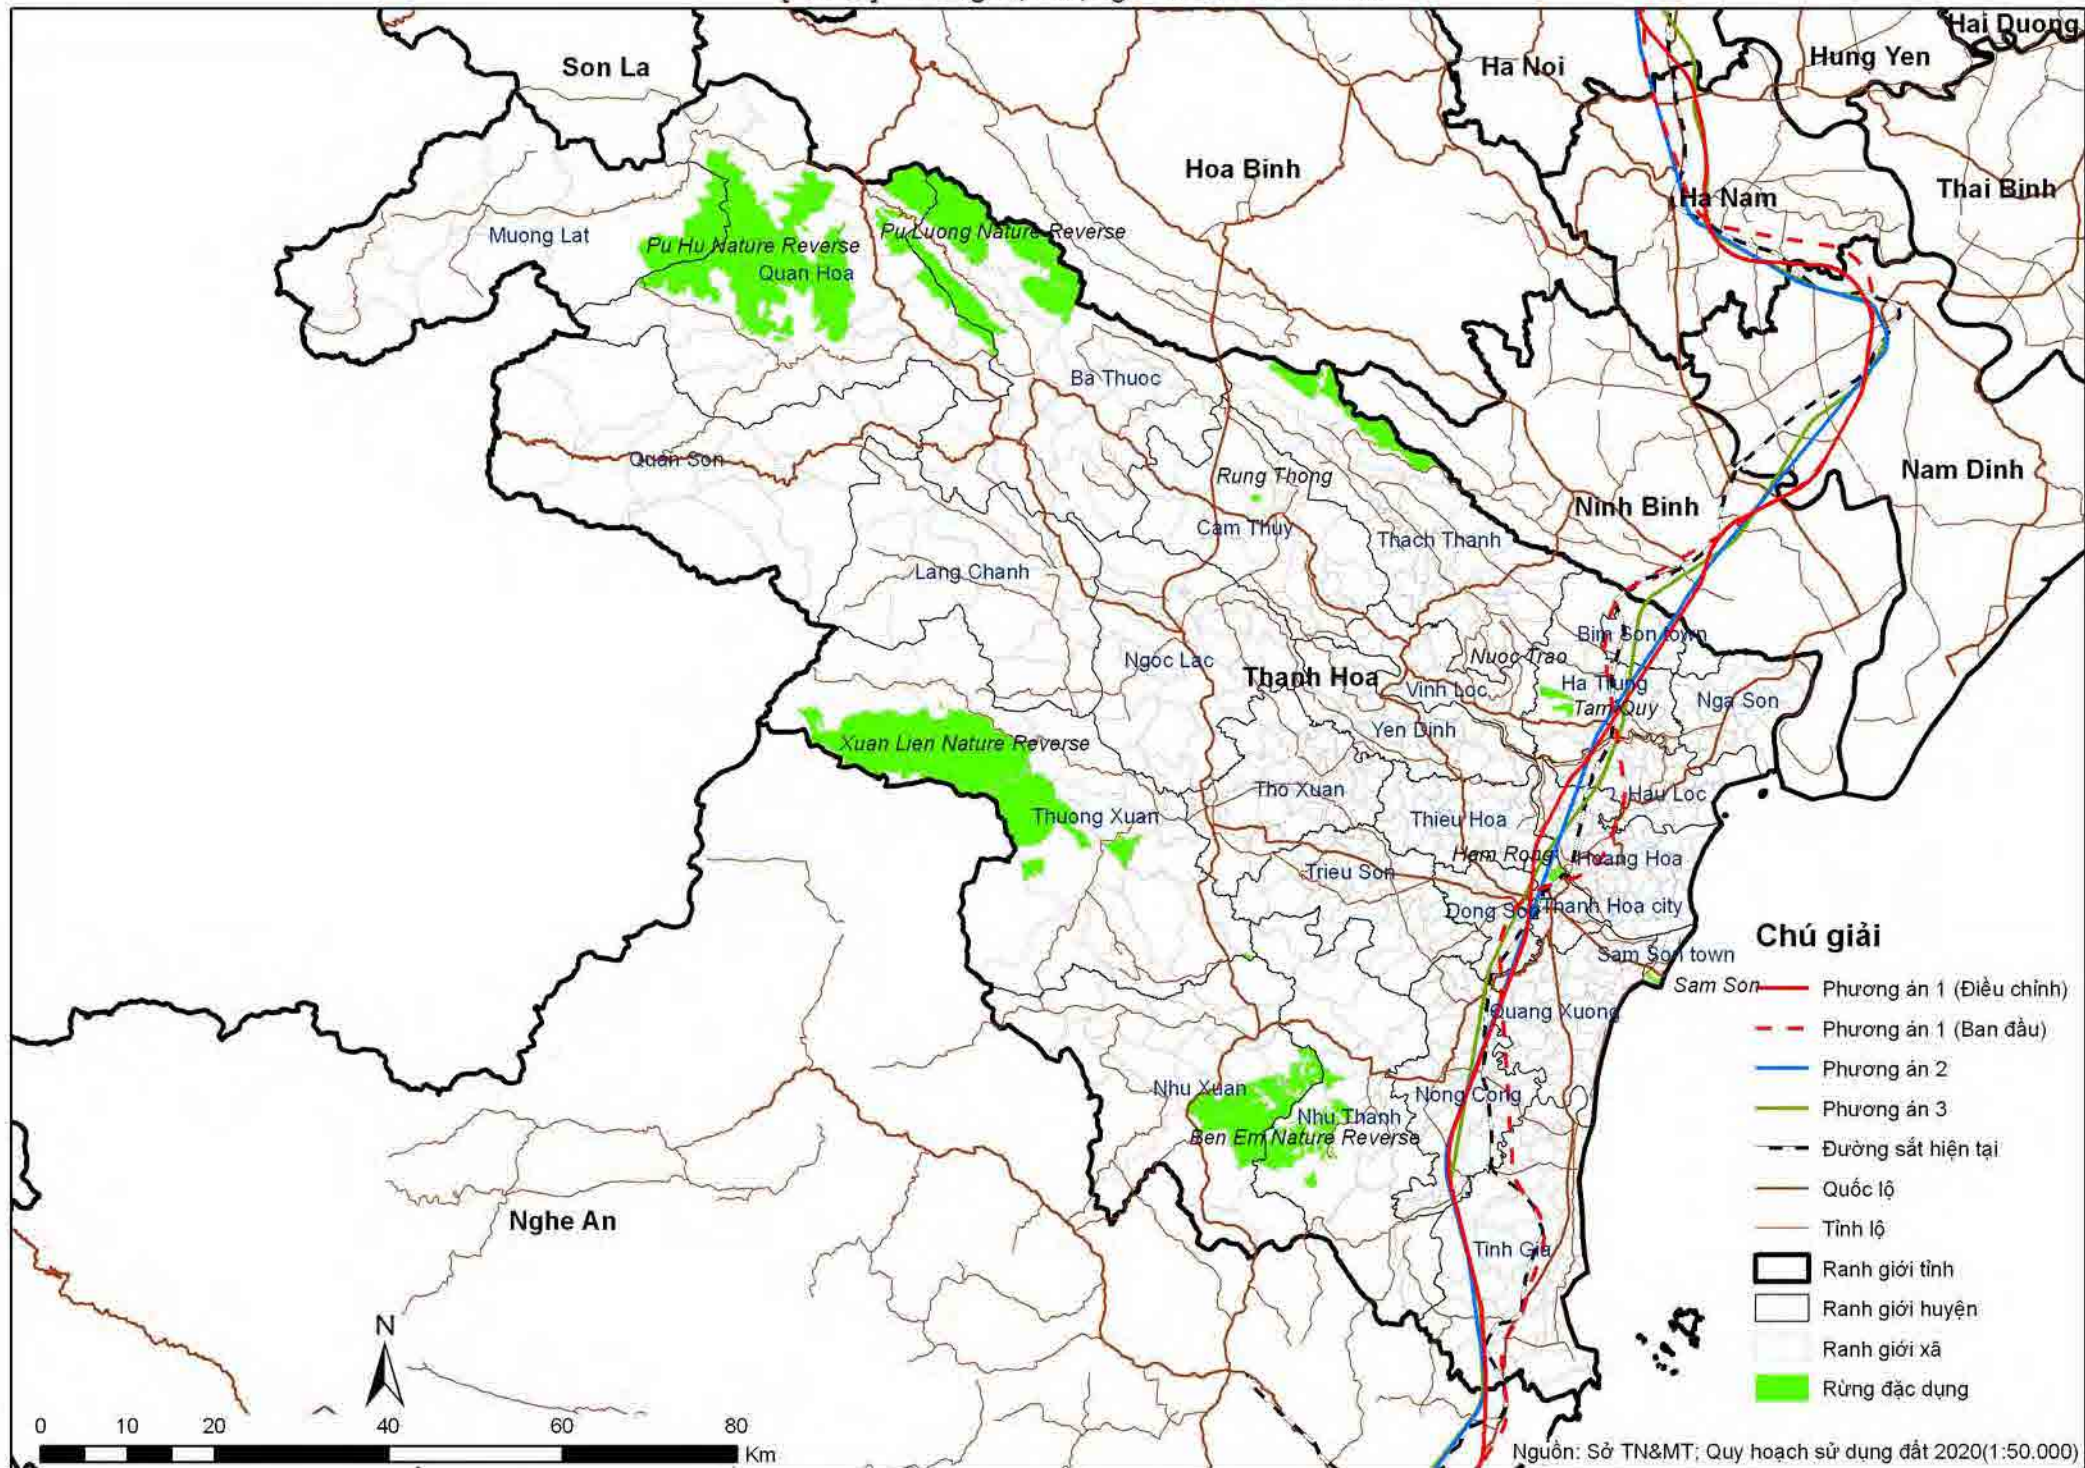 Hai Duong
Son La
Ha Noi
Hung Yen
Hoa Binh
Ha Nam
Thai Binh
Muong Lat
Pu Hu Nature Reverse
Pu Luong Nature Reverse
Quan Hoa
Ba Thuoc
Quan Son
Rung Thong
Nam Dinh
Ninh Binh
Cam Thuy
Thach Thanh
Lang Chanh
Bim Son town
Ngoc Lac
Nuoc Trao
Thanh Hoa
Vinh Loc
Ha Trung
Tam Quy
Nga Son
Yen Dinh
Xuan Lien Nature Reverse
Tho Xuan
Hau Loc
Thuong Xuan
Thieu Hoa
Ham Rong
Hoang Hoa
Trieu Son
Dong Son
Thanh Hoa city
Sam Son town
Sam Son
Quang Xuong
Nhu Xuan
Nong Cong
Nhu Thanh
Ben Em Nature Reverse
Nghe An
Tinh Gia
Chú giải
Phương án 1 (Điều chỉnh)
Phương án 1 (Ban đầu)
Phương án 2
Phương án 3
Đường sắt hiện tại
Quốc lộ
Tỉnh lộ
Ranh giới tỉnh
Ranh giới huyện
Ranh giới xã
Rừng đặc dụng
N
0 10 20 40 60 80
Km
Nguồn: Sở TN&MT; Quy hoạch sử dụng đất 2020(1:50.000)